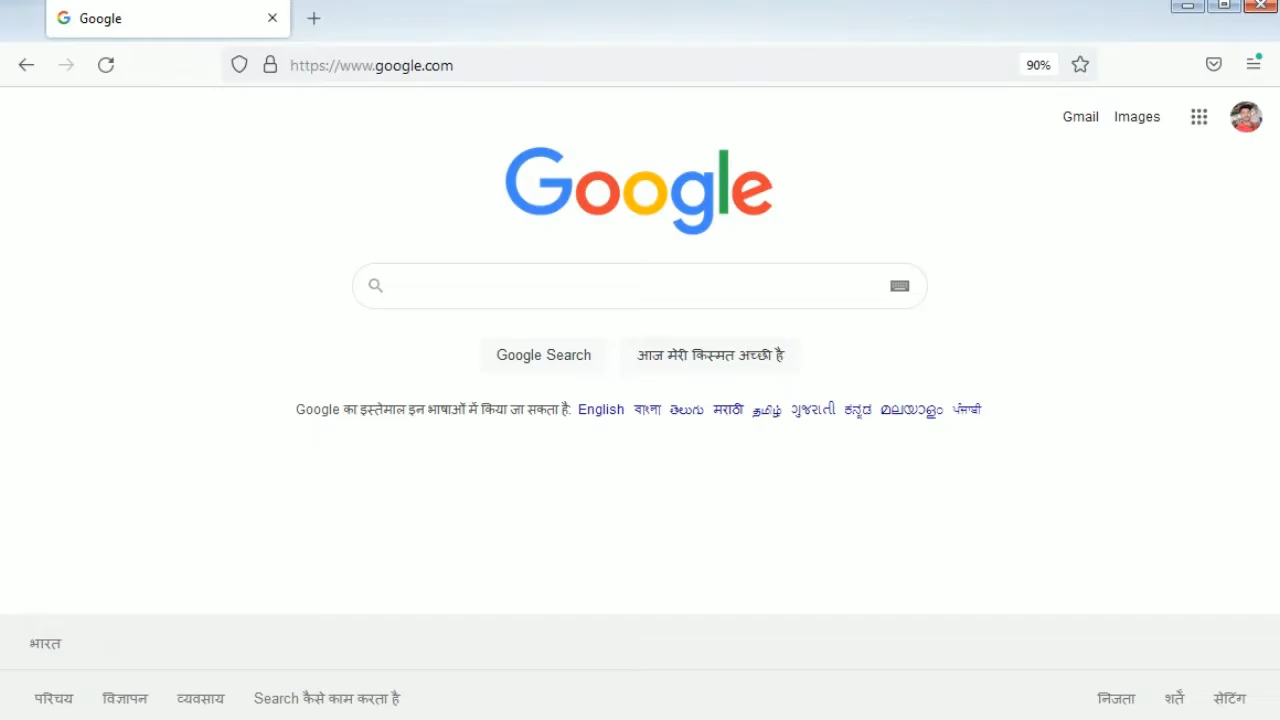 Google
https://www.google.com 90%
Gmail Images
Google
Google Search आज मेरी किस्मत अच्छी है
Google का इस्तेमाल इन भाषाओं में किया जा सकता है: English বাংলা తెలుగు मराठी தமிழ் ગુજરાતી ಕನ್ನಡ മലയാളം ਪੰਜਾਬੀ
भारत
परिचय विज्ञापन व्यवसाय Search कैसे काम करता है निजता शर्तें सेटिंग